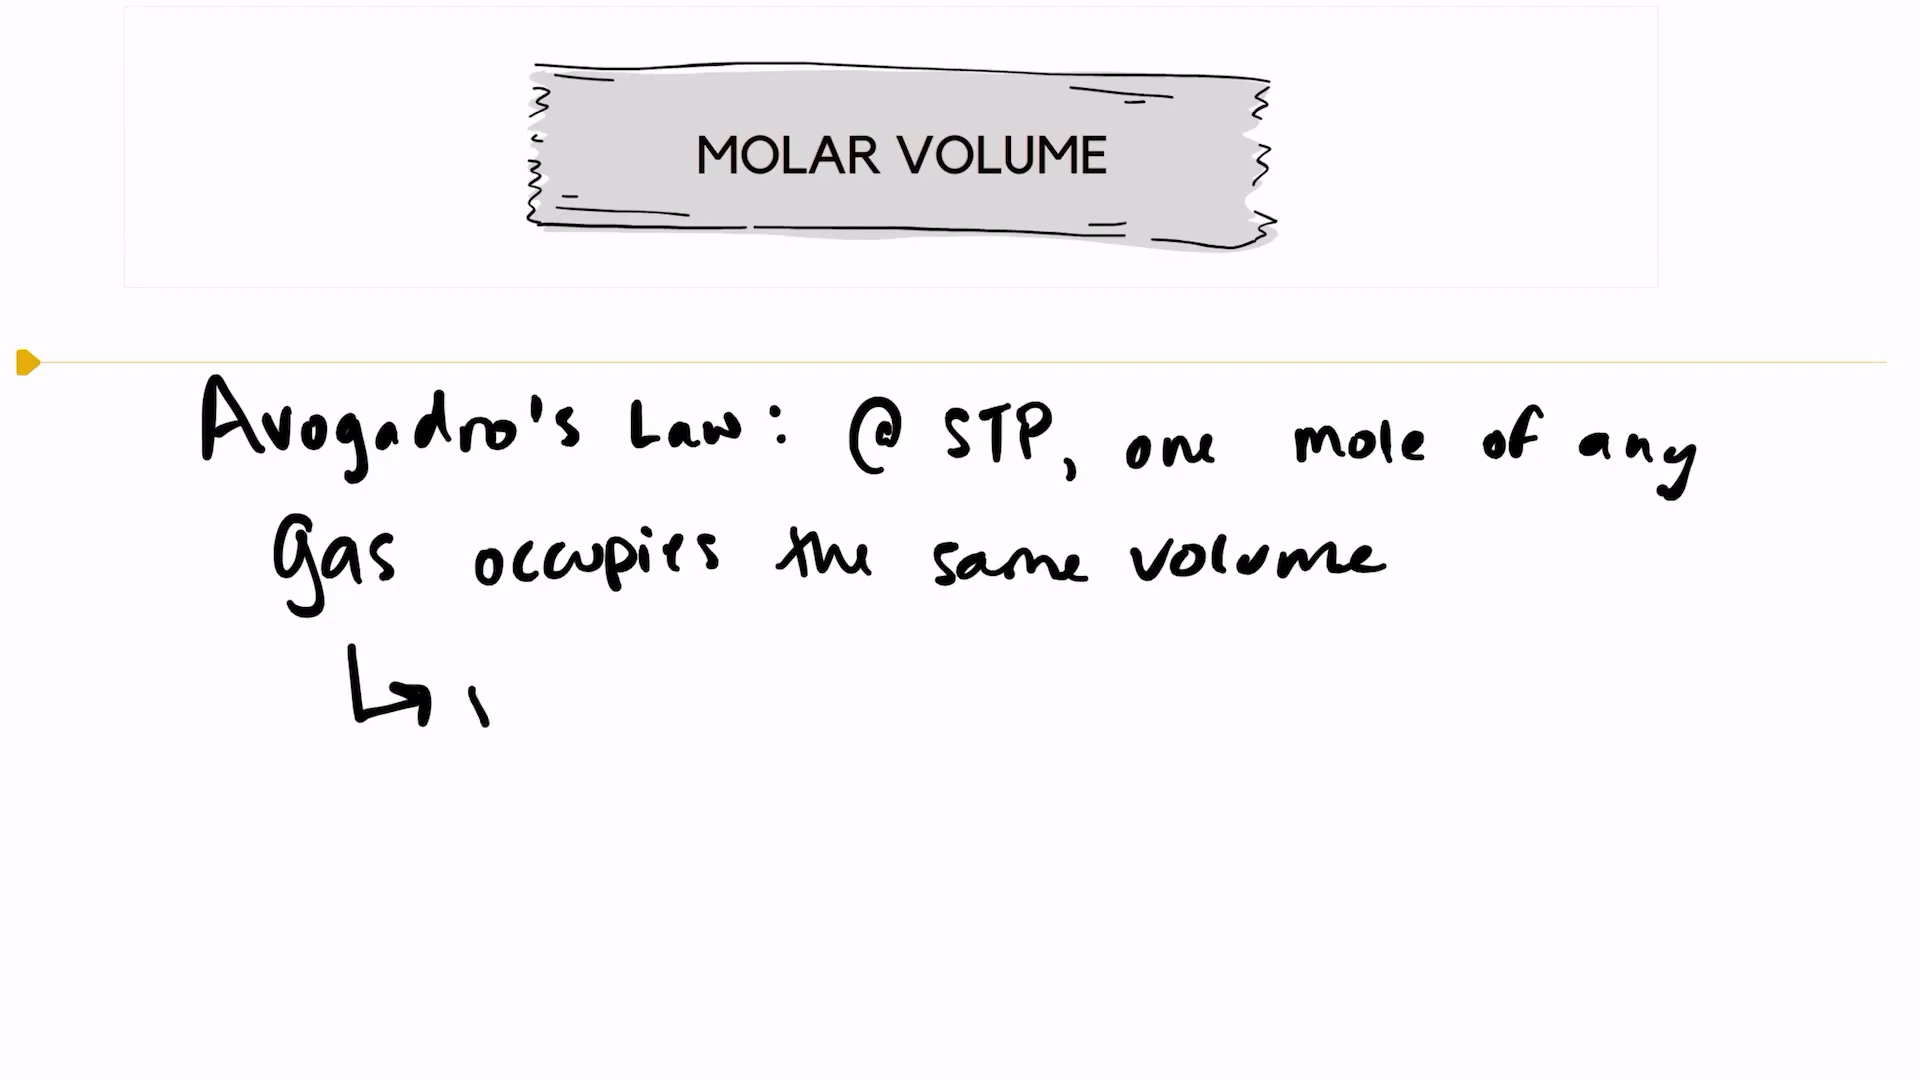 MOLAR VOLUME
Avogadro's Law: @ STP, one mole of any
gas occupies the same volume